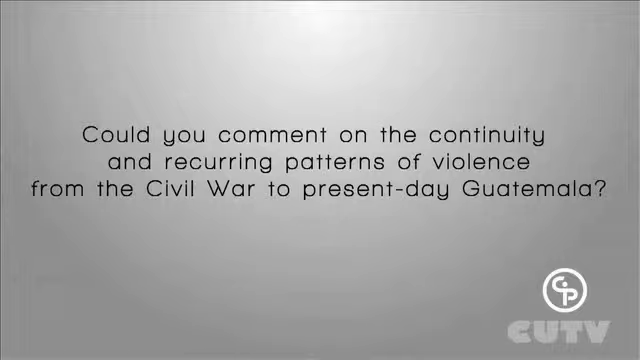 Could you comment on the continuity
and recurring patterns of violence
from the Civil War to present-day Guatemala?
GP
CUTV